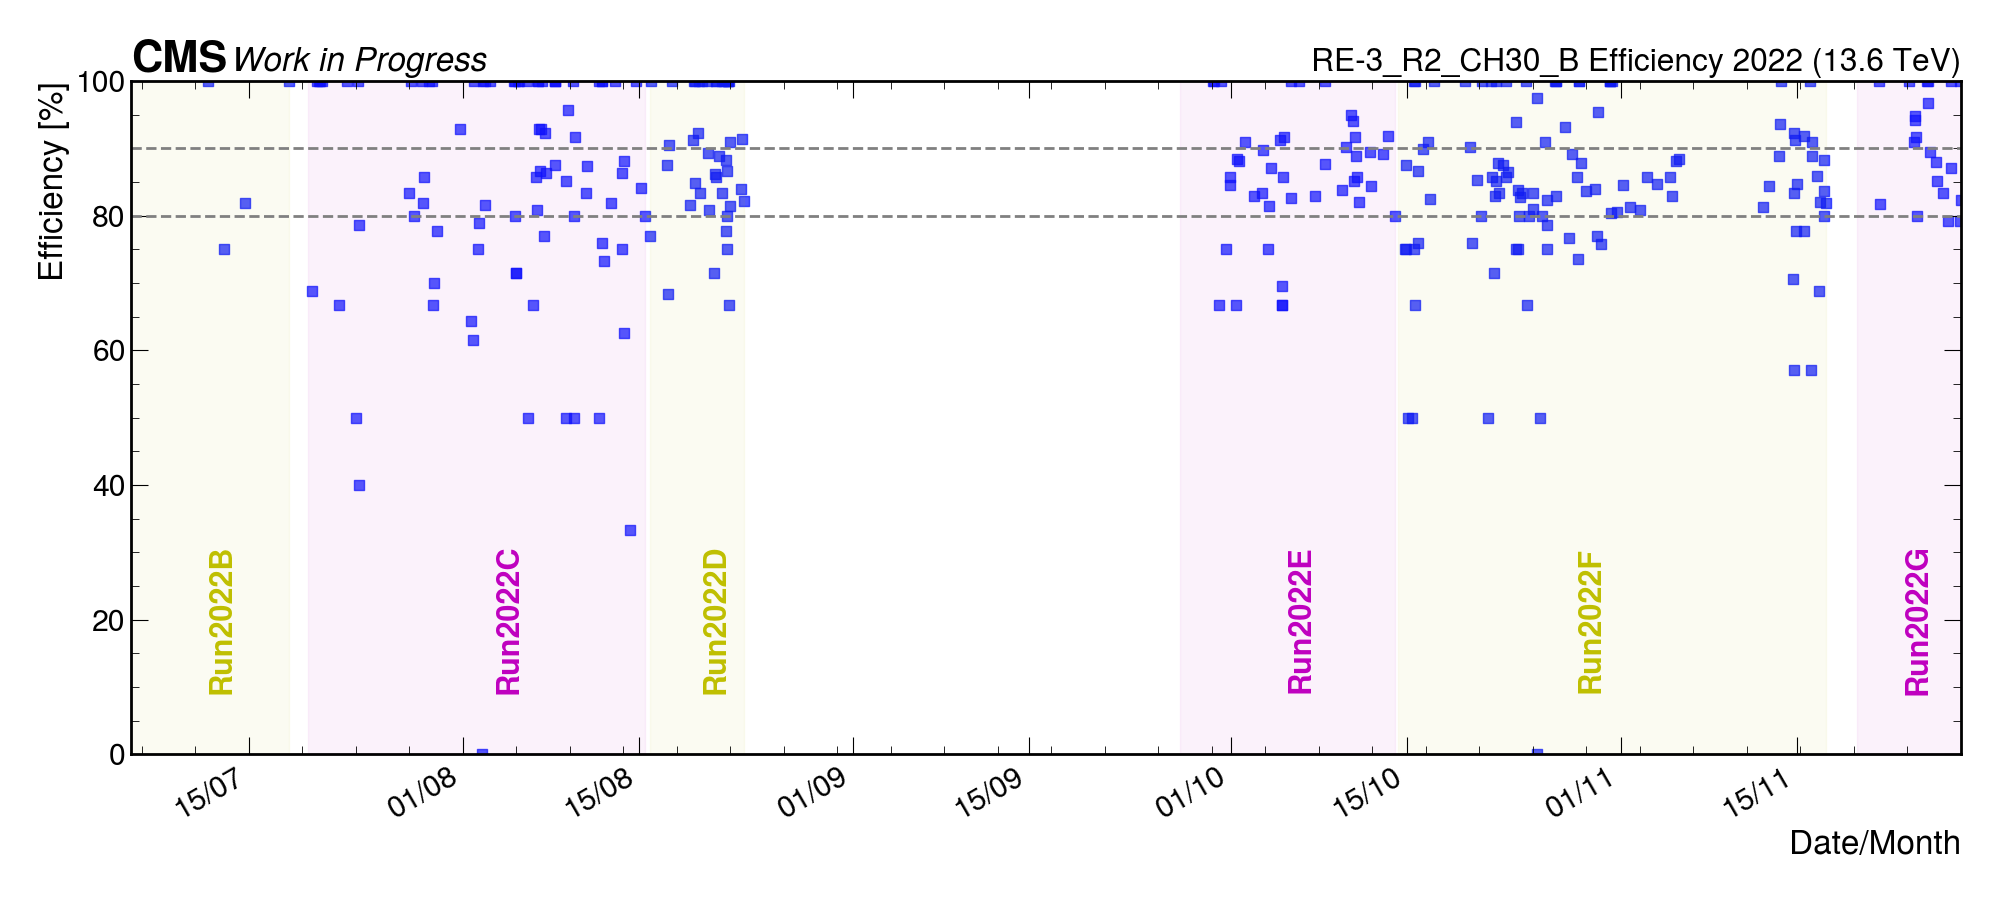 CMS Work in Progress
RE-3_R2_CH30_B Efficiency 2022 (13.6 TeV)
Efficiency [%]
100
80
60
40
20
0
Run2022B
Run2022C
Run2022D
Run2022E
Run2022F
Run2022G
15/07
01/08
15/08
01/09
15/09
01/10
15/10
01/11
15/11
Date/Month